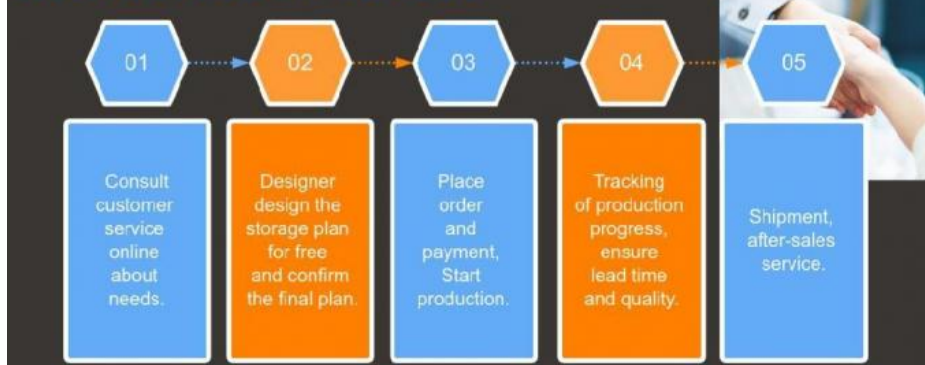 01
02
03
04
05
Consult
customer
service
online
about
needs.
Designer
design the
storage plan
for free
and confirm
the final plan.
Place
order
and
payment,
Start
production.
Tracking
of production
progress,
ensure
lead time
and quality.
Shipment,
after-sales
service.